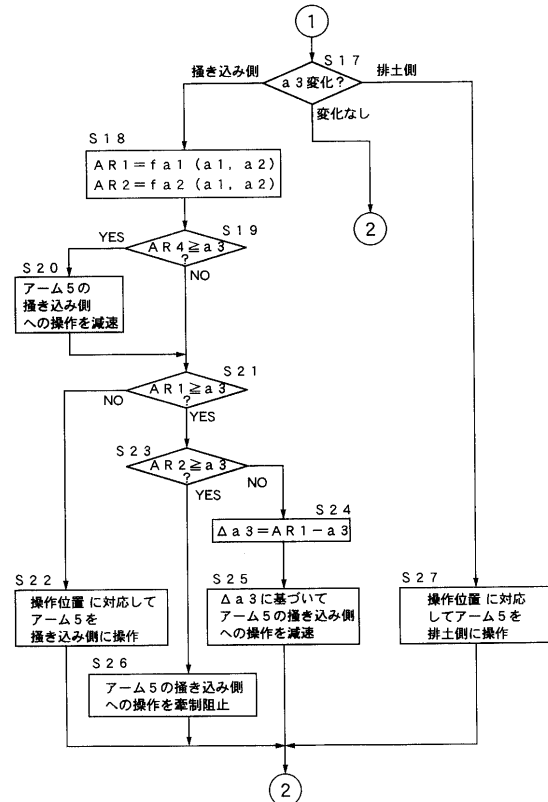 1
S17
a3変化?
掻き込み側
排土側
変化なし
2
S18
AR1=fa1(a1,a2)
AR2=fa2(a1,a2)
S19
AR4≧a3
?
YES
NO
S20
アーム5の
掻き込み側
への操作を減速
S21
AR1≧a3
?
NO
YES
S23
AR2≧a3
?
YES
NO
S24
Δa3=AR1-a3
S22
操作位置に対応して
アーム5を
掻き込み側に操作
S25
Δa3に基づいて
アーム5の掻き込み側
への操作を減速
S27
操作位置に対応
してアーム5を
排土側に操作
S26
アーム5の掻き込み側
への操作を牽制阻止
2